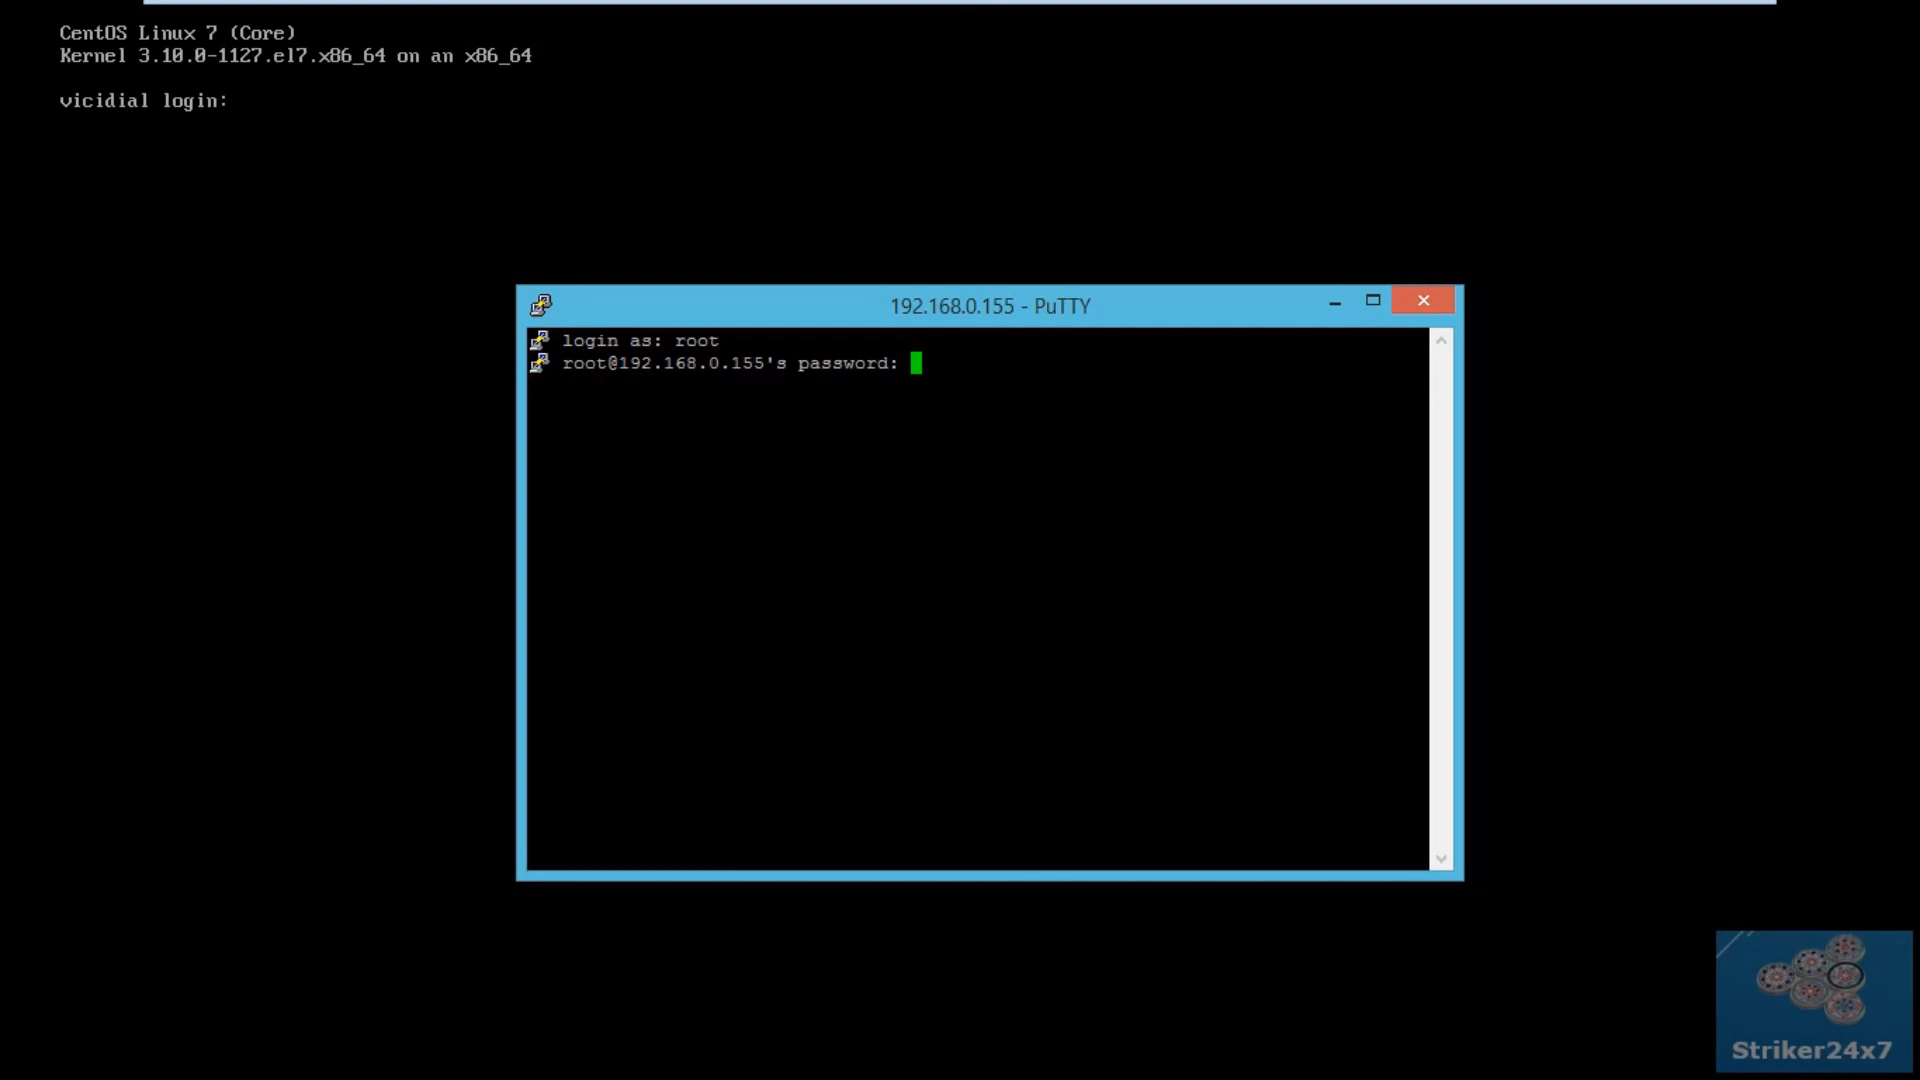 CentOS Linux 7 (Core)
Kernel 3.10.0-1127.el7.x86_64 on an x86_64
vicidial login:
192.168.0.155 - PuTTY
login as: root
root@192.168.0.155's password:
Striker24x7